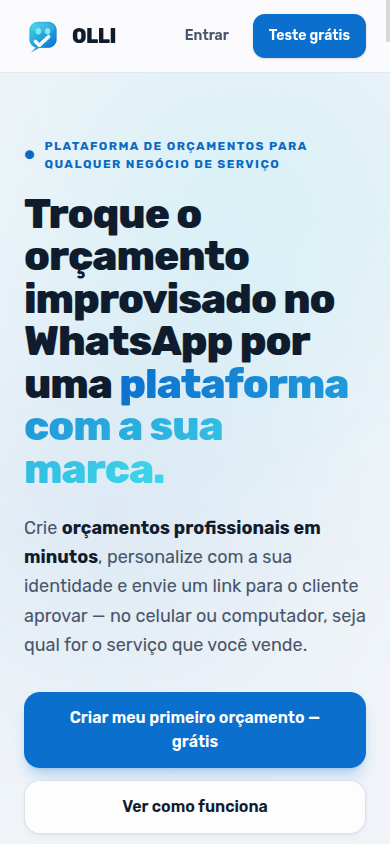 OLLI
Entrar
Teste grátis
PLATAFORMA DE ORÇAMENTOS PARA
QUALQUER NEGÓCIO DE SERVIÇO
Troque o
orçamento
improvisado no
WhatsApp por
uma plataforma
com a sua
marca.
Crie orçamentos profissionais em
minutos, personalize com a sua
identidade e envie um link para o cliente
aprovar — no celular ou computador, seja
qual for o serviço que você vende.
Criar meu primeiro orçamento —
grátis
Ver como funciona